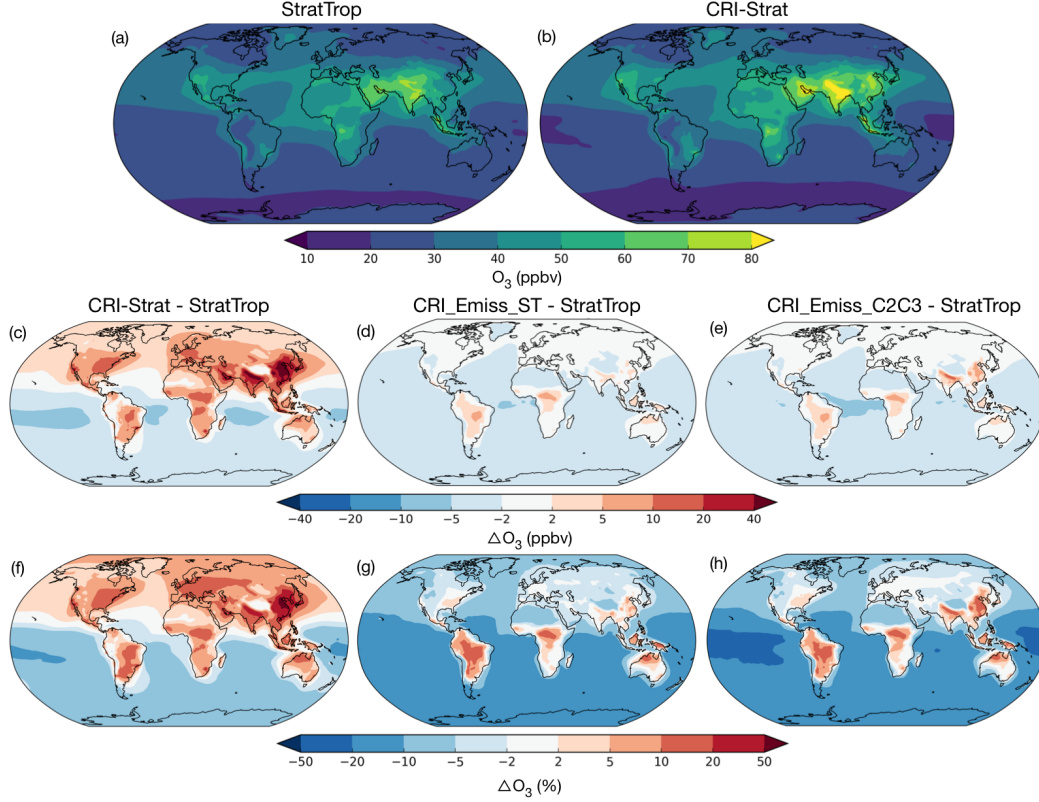 StratTrop CRI-Strat
(a) (b)
10 20 30 40 50 60 70 80
O₃ (ppbv)
CRI-Strat - StratTrop CRI_Emiss_ST - StratTrop CRI_Emiss_C2C3 - StratTrop
(c) (d) (e)
−40 −20 −10 −5 −2 2 5 10 20 40
△O₃ (ppbv)
(f) (g) (h)
−50 −20 −10 −5 −2 2 5 10 20 50
△O₃ (%)